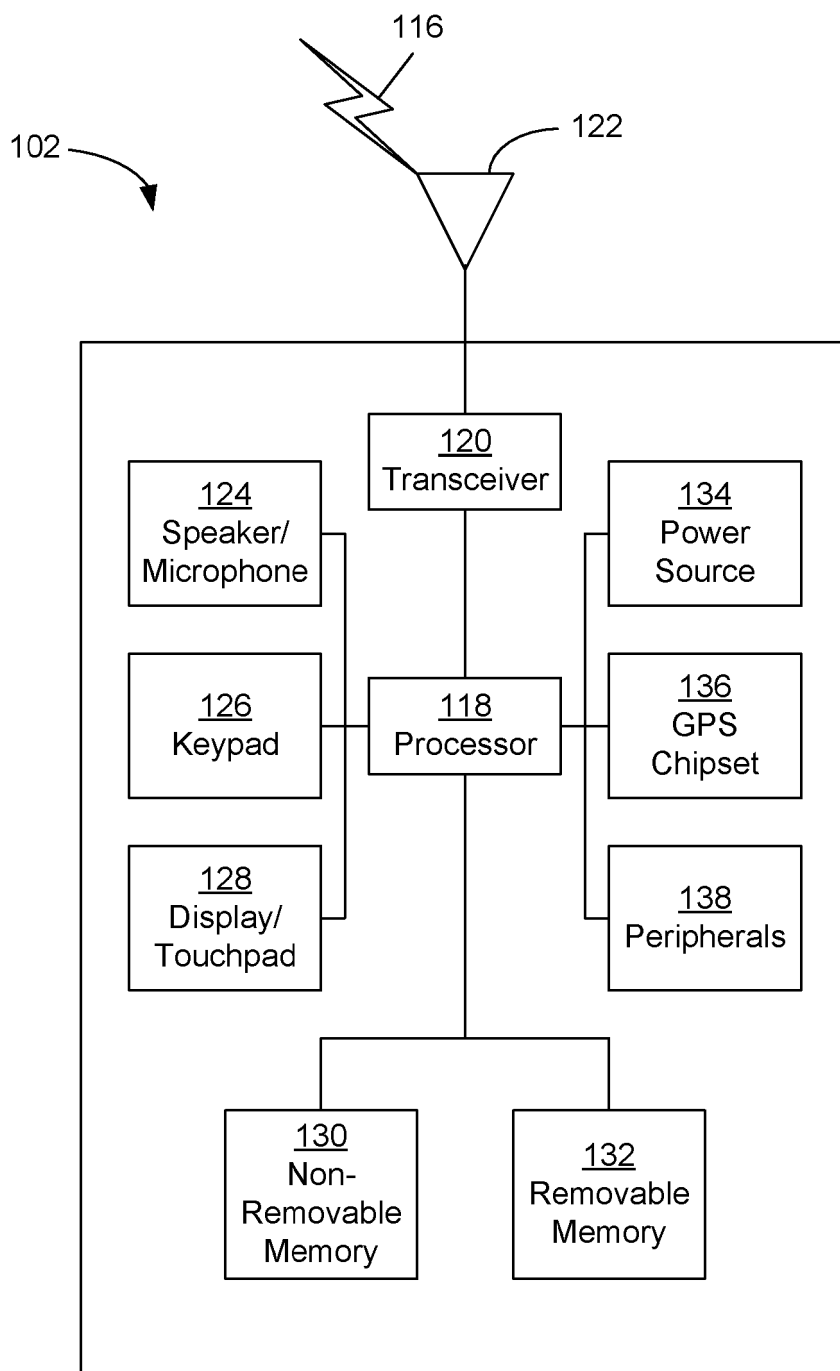 116
122
102
120
Transceiver
124
Speaker/
Microphone
134
Power
Source
126
Keypad
118
Processor
136
GPS
Chipset
128
Display/
Touchpad
138
Peripherals
130
Non-
Removable
Memory
132
Removable
Memory